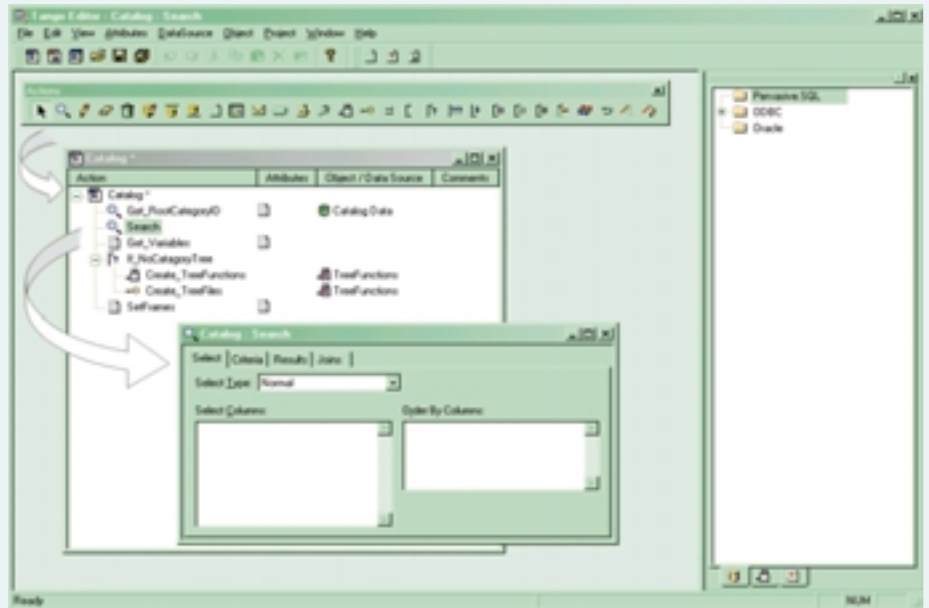 Tango Editor - Catalog : Search
File Edit View Attributes DataSource Object Project Window Help
Actions
Pervasive.SQL
ODBC
Oracle
Catalog *
Action Attributes Object / Data Source Comments
Catalog *
Get_RootCategoryID Catalog Data
Search
Get_Variables
If_NoCategoryTree
Create_TreeFunctions TreeFunctions
Create_TreeFiles TreeFunctions
SetFrames
Catalog : Search
Select Criteria Results Joins
Select Type: Normal
Select Columns: Order By Columns:
Ready NUM